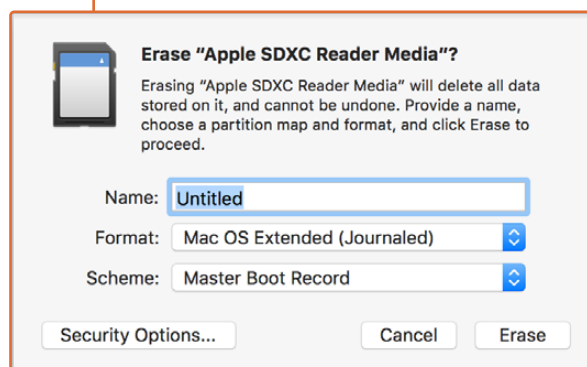 Erase “Apple SDXC Reader Media”?
Erasing “Apple SDXC Reader Media” will delete all data
stored on it, and cannot be undone. Provide a name,
choose a partition map and format, and click Erase to
proceed.
Name: Untitled
Format: Mac OS Extended (Journaled)
Scheme: Master Boot Record
Security Options... Cancel Erase